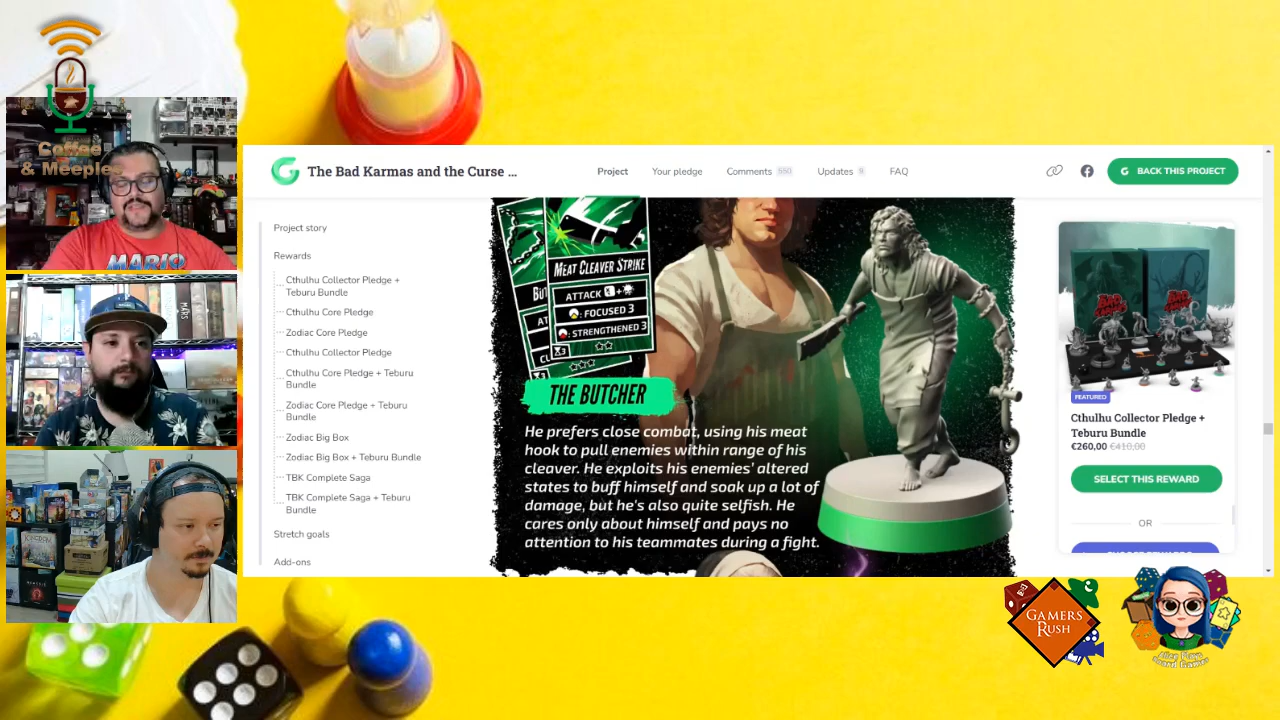 Coffee
& Meeples
MARIO
The Bad Karmas and the Curse ...
Project
Your pledge
Comments 550
Updates 9
FAQ
BACK THIS PROJECT
Project story
Rewards
Cthulhu Collector Pledge +
Teburu Bundle
Cthulhu Core Pledge
Zodiac Core Pledge
Cthulhu Collector Pledge
Cthulhu Core Pledge + Teburu
Bundle
Zodiac Core Pledge + Teburu
Bundle
Zodiac Big Box
Zodiac Big Box + Teburu Bundle
TBK Complete Saga
TBK Complete Saga + Teburu
Bundle
Stretch goals
Add-ons
MEAT CLEAVER STRIKE
ATTACK
: FOCUSED 3
: STRENGTHENED 3
THE BUTCHER
He prefers close combat, using his meat
hook to pull enemies within range of his
cleaver. He exploits his enemies' altered
states to buff himself and soak up a lot of
damage, but he's also quite selfish. He
cares only about himself and pays no
attention to his teammates during a fight.
FEATURED
Cthulhu Collector Pledge +
Teburu Bundle
€260,00 €410,00
SELECT THIS REWARD
OR
GAMERS
RUSH